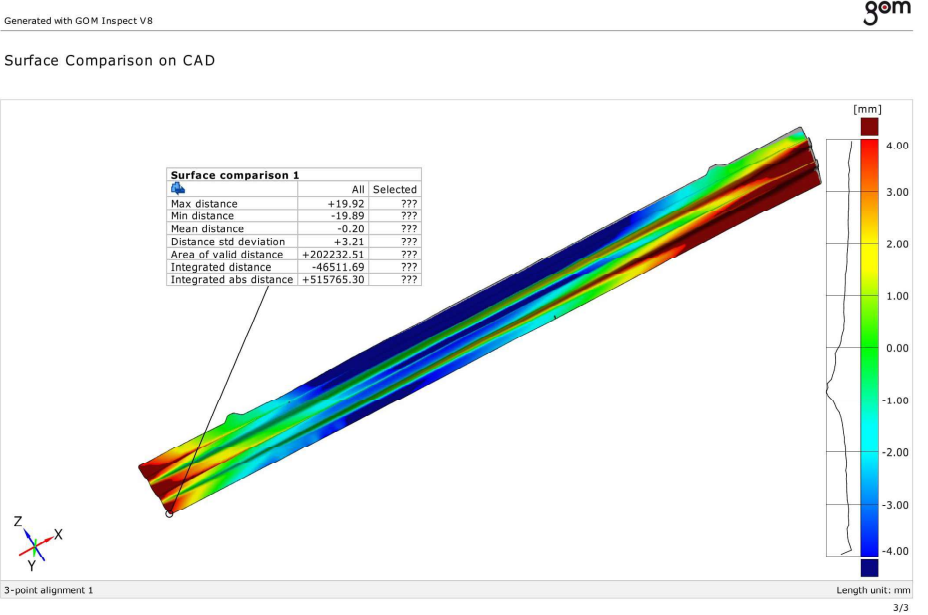 gom
Generated with GOM Inspect V8
Surface Comparison on CAD
[mm]
Surface comparison 1
All Selected
Max distance +19.92 ???
Min distance -19.89 ???
Mean distance -0.20 ???
Distance std deviation +3.21 ???
Area of valid distance +202232.51 ???
Integrated distance -46511.69 ???
Integrated abs distance +515765.30 ???
4.00
3.00
2.00
1.00
0.00
-1.00
-2.00
-3.00
-4.00
Z
X
Y
3-point alignment 1 Length unit: mm
3/3